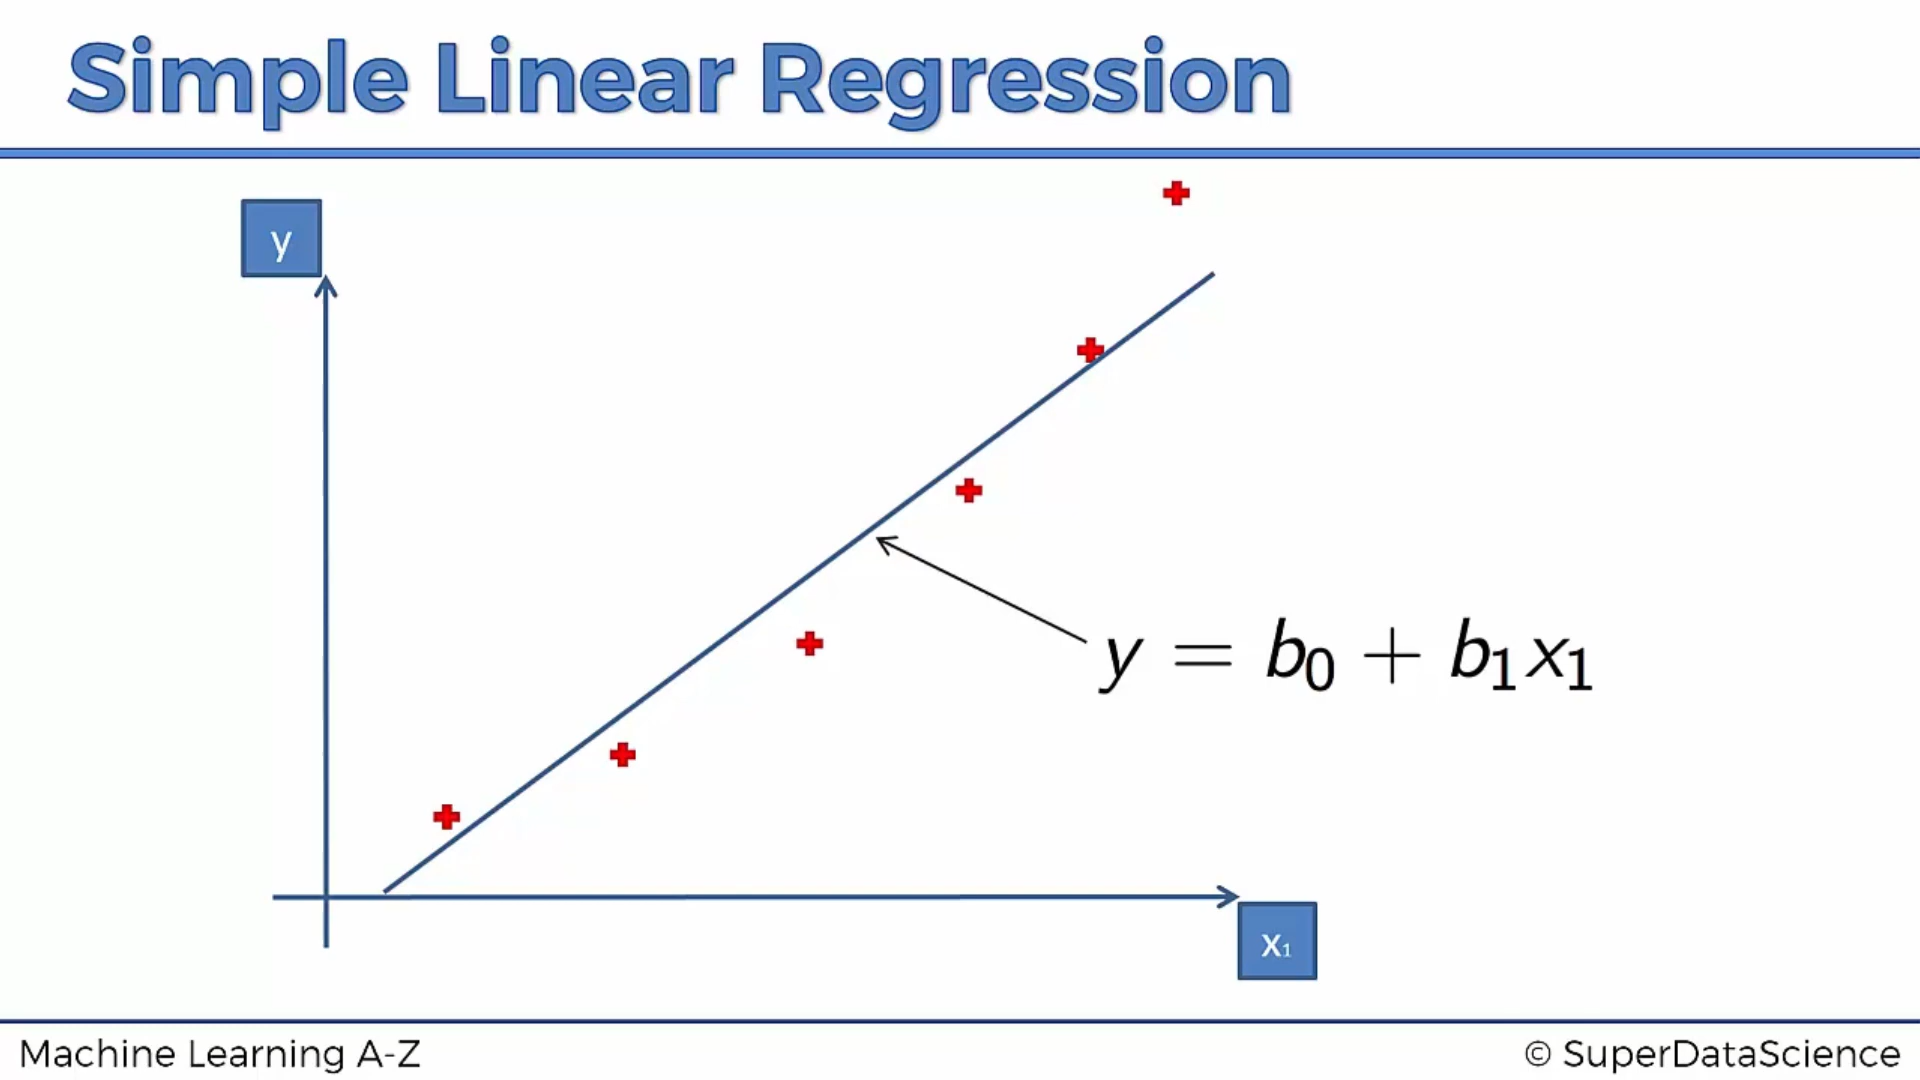 Simple Linear Regression
y
y = b₀ + b₁x₁
x₁
Machine Learning A-Z
© SuperDataScience